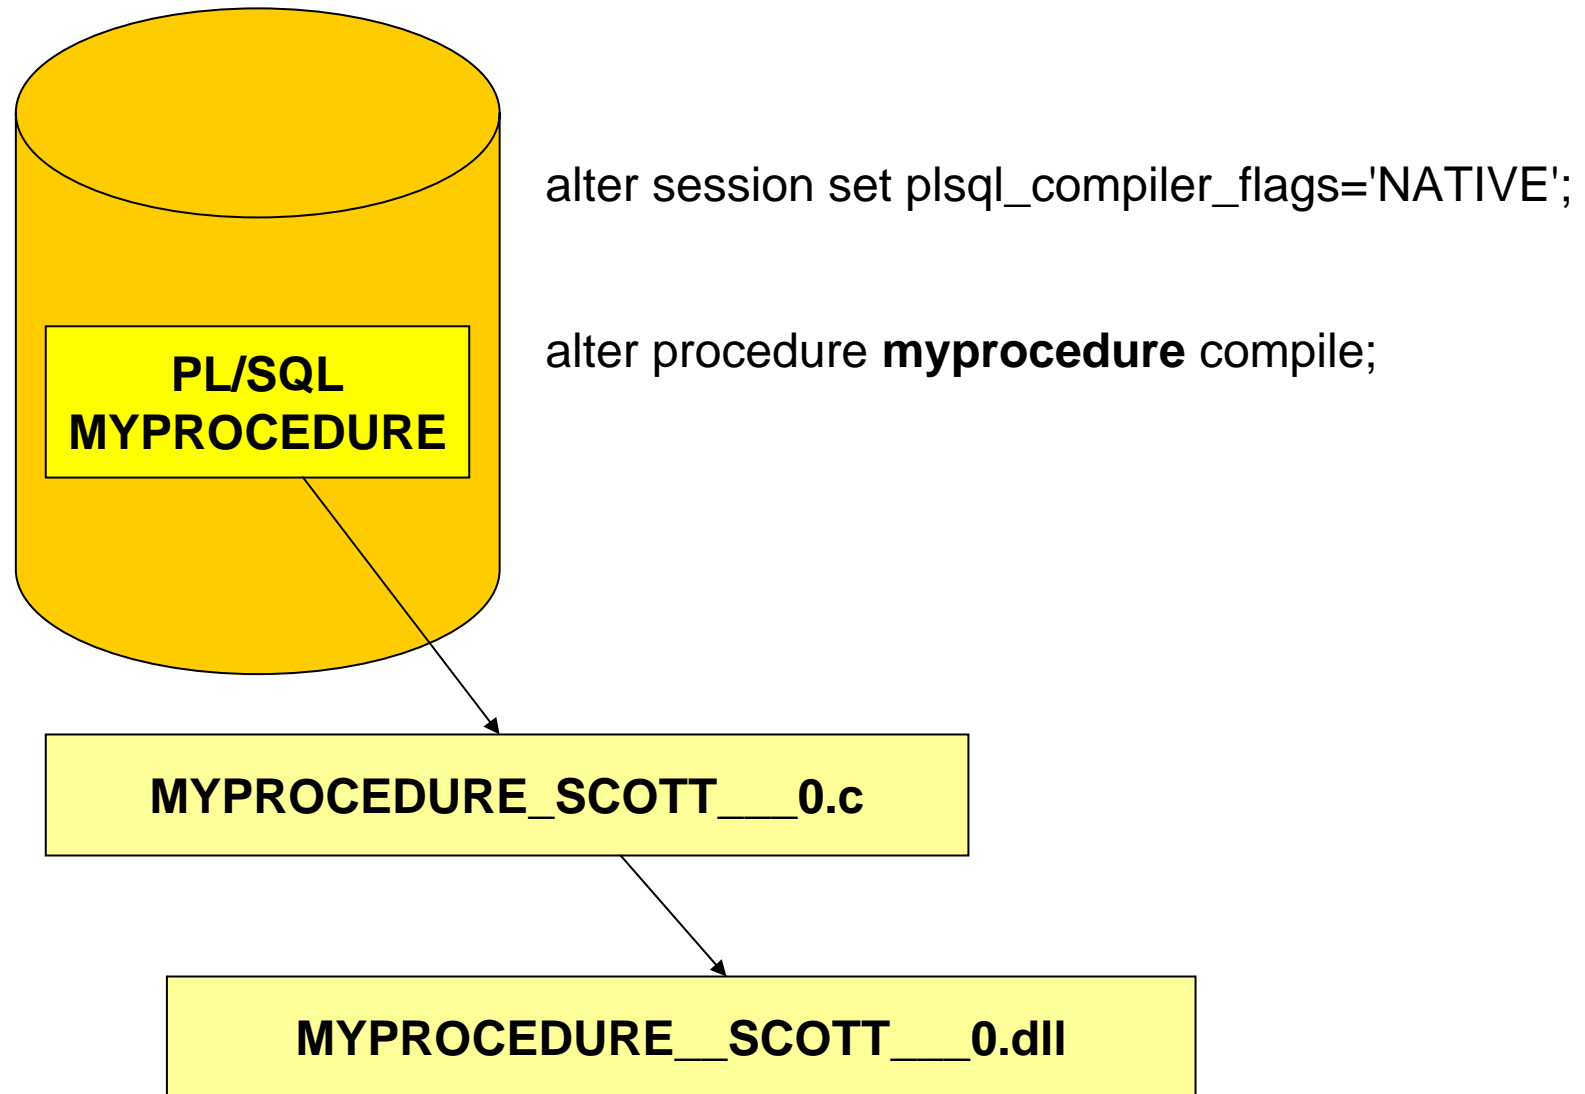 alter session set plsql_compiler_flags='NATIVE';
alter procedure myprocedure compile;
PL/SQL
MYPROCEDURE
MYPROCEDURE_SCOTT___0.c
MYPROCEDURE__SCOTT___0.dll